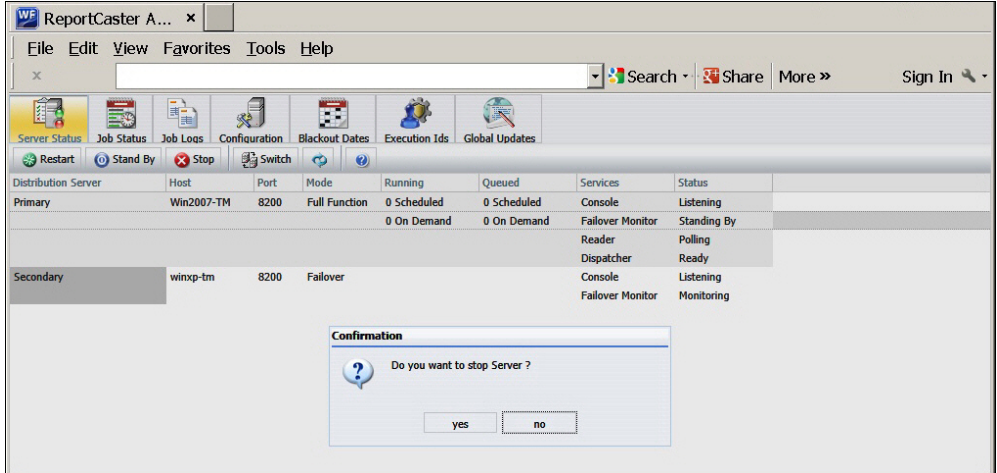 WF ReportCaster A... ×
File Edit View Favorites Tools Help
x Search Share More » Sign In
Server Status Job Status Job Logs Configuration Blackout Dates Execution Ids Global Updates
Restart Stand By Stop Switch
Distribution Server Host Port Mode Running Queued Services Status
Primary Win2007-TM 8200 Full Function 0 Scheduled 0 Scheduled Console Listening
0 On Demand 0 On Demand Failover Monitor Standing By
Reader Polling
Dispatcher Ready
Secondary winxp-tm 8200 Failover Console Listening
Failover Monitor Monitoring
Confirmation
Do you want to stop Server ?
yes no